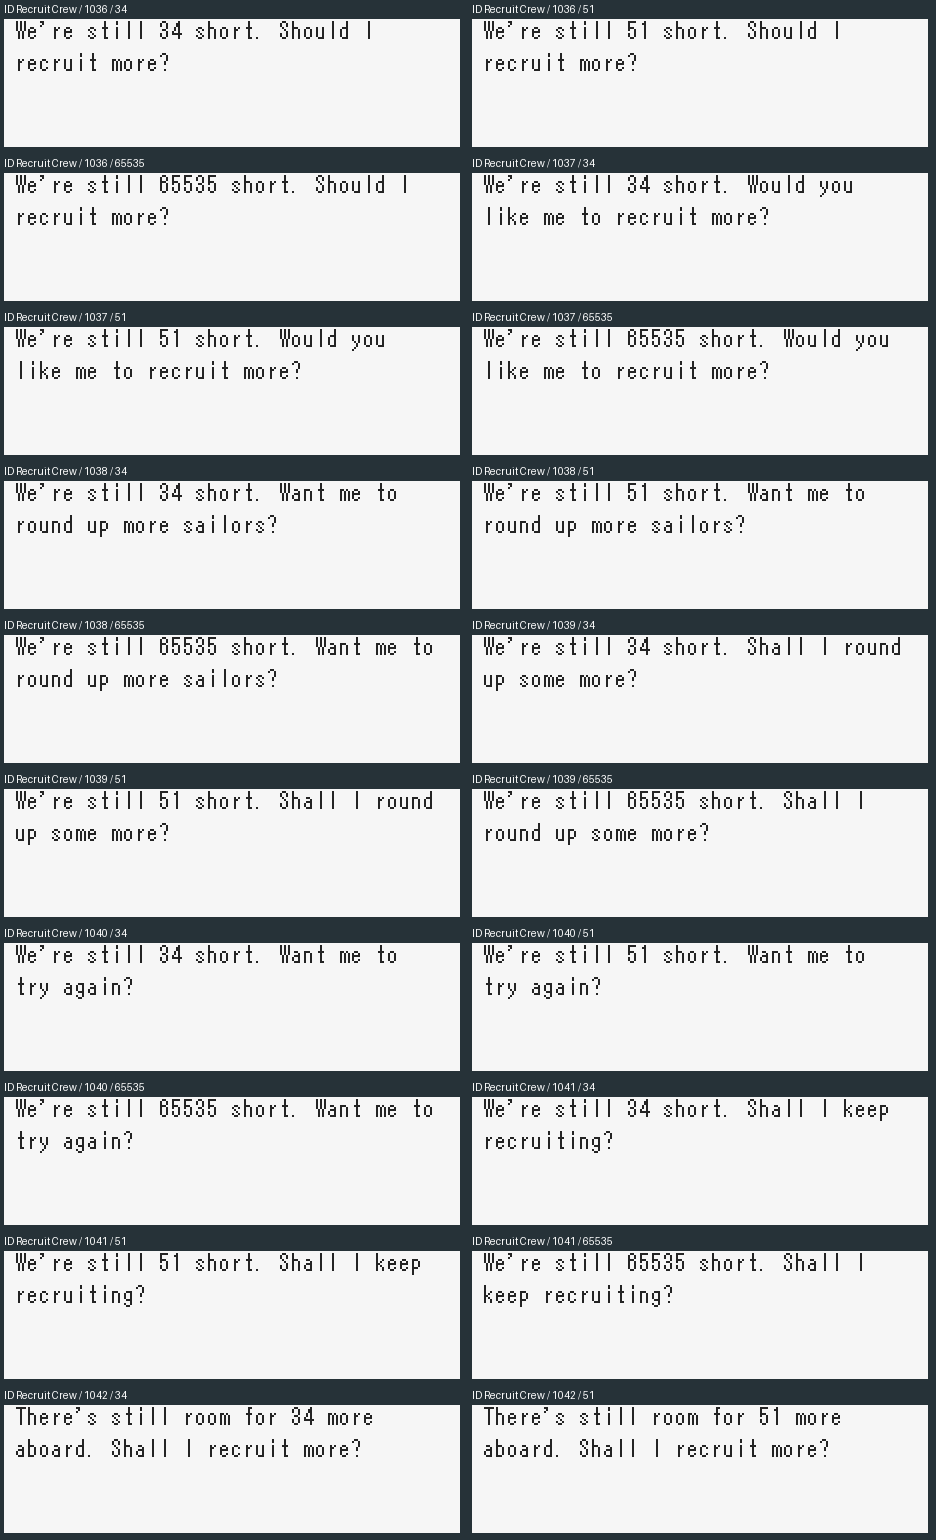 ID RecruitCrew / 1036 / 34
We're still 34 short. Should I
recruit more?
ID RecruitCrew / 1036 / 51
We're still 51 short. Should I
recruit more?
ID RecruitCrew / 1036 / 65535
We're still 65535 short. Should I
recruit more?
ID RecruitCrew / 1037 / 34
We're still 34 short. Would you
like me to recruit more?
ID RecruitCrew / 1037 / 51
We're still 51 short. Would you
like me to recruit more?
ID RecruitCrew / 1037 / 65535
We're still 65535 short. Would you
like me to recruit more?
ID RecruitCrew / 1038 / 34
We're still 34 short. Want me to
round up more sailors?
ID RecruitCrew / 1038 / 51
We're still 51 short. Want me to
round up more sailors?
ID RecruitCrew / 1038 / 65535
We're still 65535 short. Want me to
round up more sailors?
ID RecruitCrew / 1039 / 34
We're still 34 short. Shall I round
up some more?
ID RecruitCrew / 1039 / 51
We're still 51 short. Shall I round
up some more?
ID RecruitCrew / 1039 / 65535
We're still 65535 short. Shall I
round up some more?
ID RecruitCrew / 1040 / 34
We're still 34 short. Want me to
try again?
ID RecruitCrew / 1040 / 51
We're still 51 short. Want me to
try again?
ID RecruitCrew / 1040 / 65535
We're still 65535 short. Want me to
try again?
ID RecruitCrew / 1041 / 34
We're still 34 short. Shall I keep
recruiting?
ID RecruitCrew / 1041 / 51
We're still 51 short. Shall I keep
recruiting?
ID RecruitCrew / 1041 / 65535
We're still 65535 short. Shall I
keep recruiting?
ID RecruitCrew / 1042 / 34
There's still room for 34 more
aboard. Shall I recruit more?
ID RecruitCrew / 1042 / 51
There's still room for 51 more
aboard. Shall I recruit more?